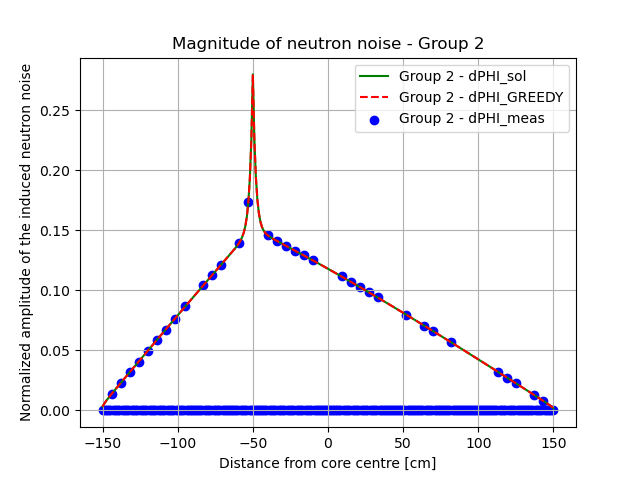 Magnitude of neutron noise - Group 2
Group 2 - dPHI_sol
Group 2 - dPHI_GREEDY
Group 2 - dPHI_meas
Normalized amplitude of the induced neutron noise
0.25
0.20
0.15
0.10
0.05
0.00
−150 −100 −50 0 50 100 150
Distance from core centre [cm]